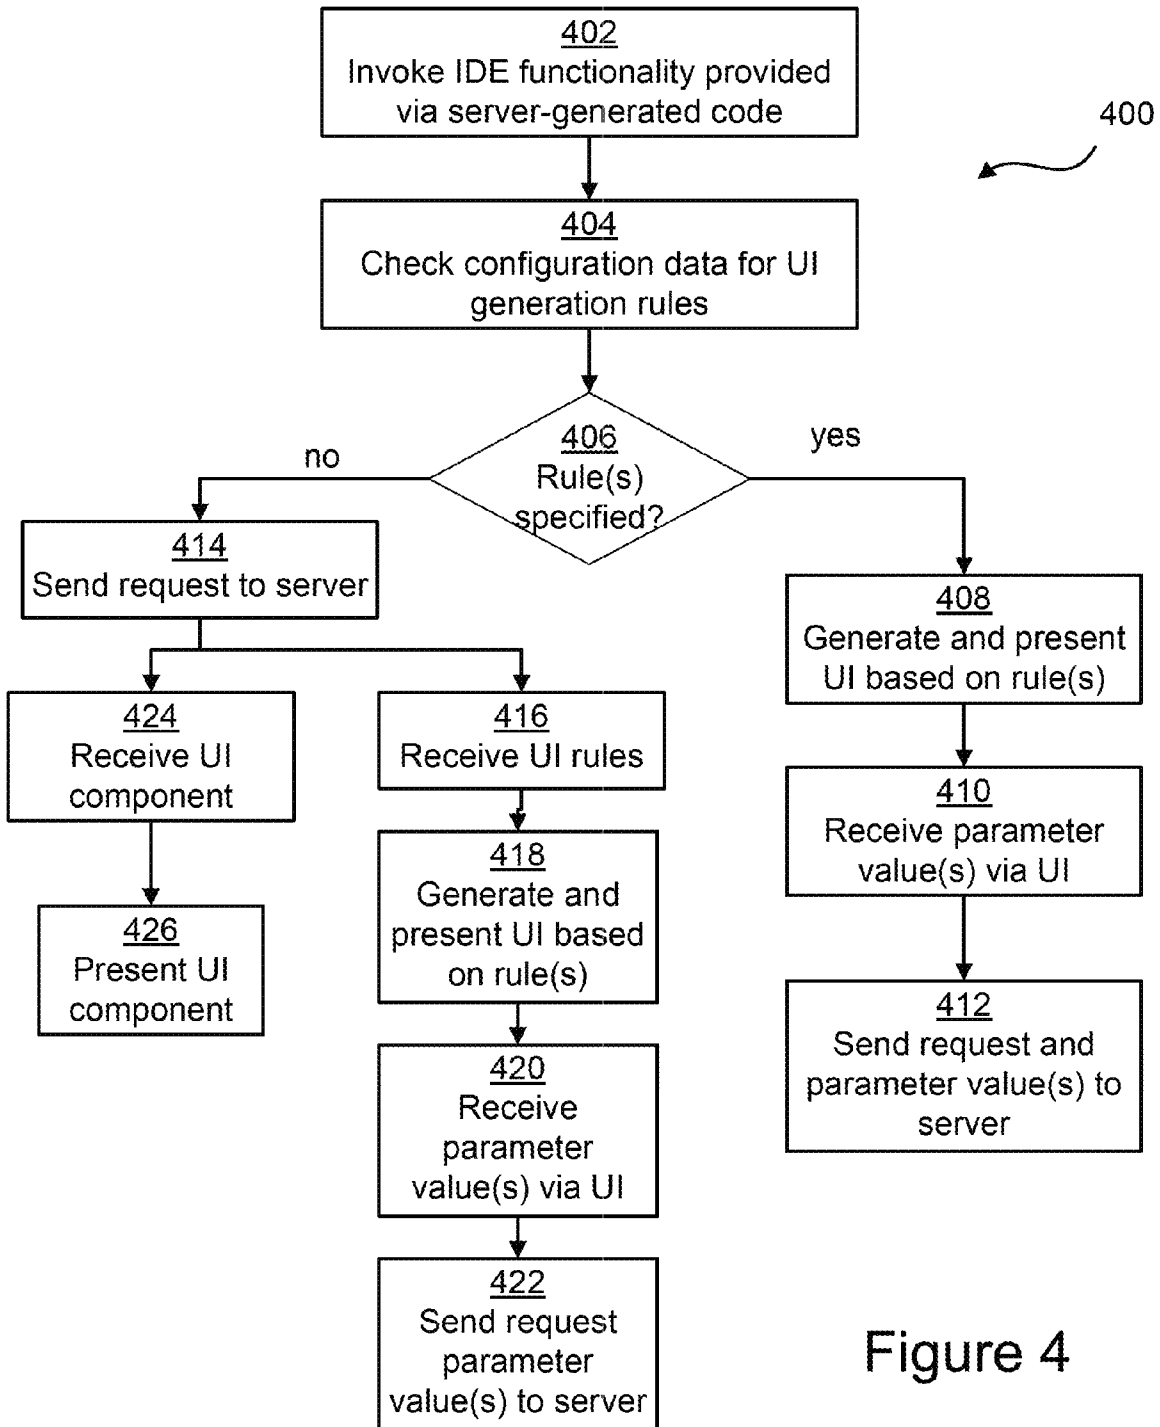 402
Invoke IDE functionality provided
via server-generated code
400
404
Check configuration data for UI
generation rules
406
Rule(s)
specified?
no
yes
414
Send request to server
408
Generate and present
UI based on rule(s)
424
Receive UI
component
416
Receive UI rules
410
Receive parameter
value(s) via UI
418
Generate and
present UI based
on rule(s)
426
Present UI
component
412
Send request and
parameter value(s) to
server
420
Receive
parameter
value(s) via UI
422
Send request
parameter
value(s) to server
Figure 4